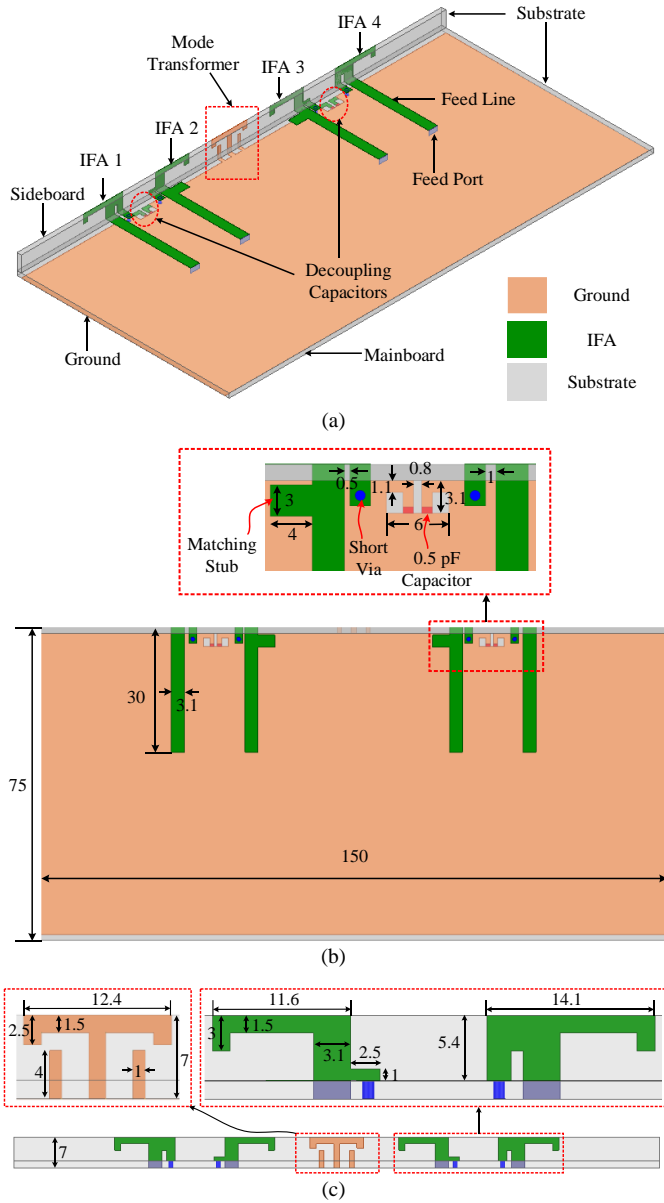 IFA 4
Substrate
Mode
Transformer
IFA 3
Feed Line
IFA 2
Feed Port
IFA 1
Sideboard
Decoupling
Capacitors
Ground
Mainboard
Ground
IFA
Substrate
(a)
0.8
0.5
1.1
1
3
3.1
4
6
Matching
Stub
Short
Via
0.5 pF
Capacitor
30
3.1
75
150
(b)
12.4
11.6
14.1
2.5
1.5
3
1.5
5.4
7
3.1
2.5
4
1
1
7
(c)